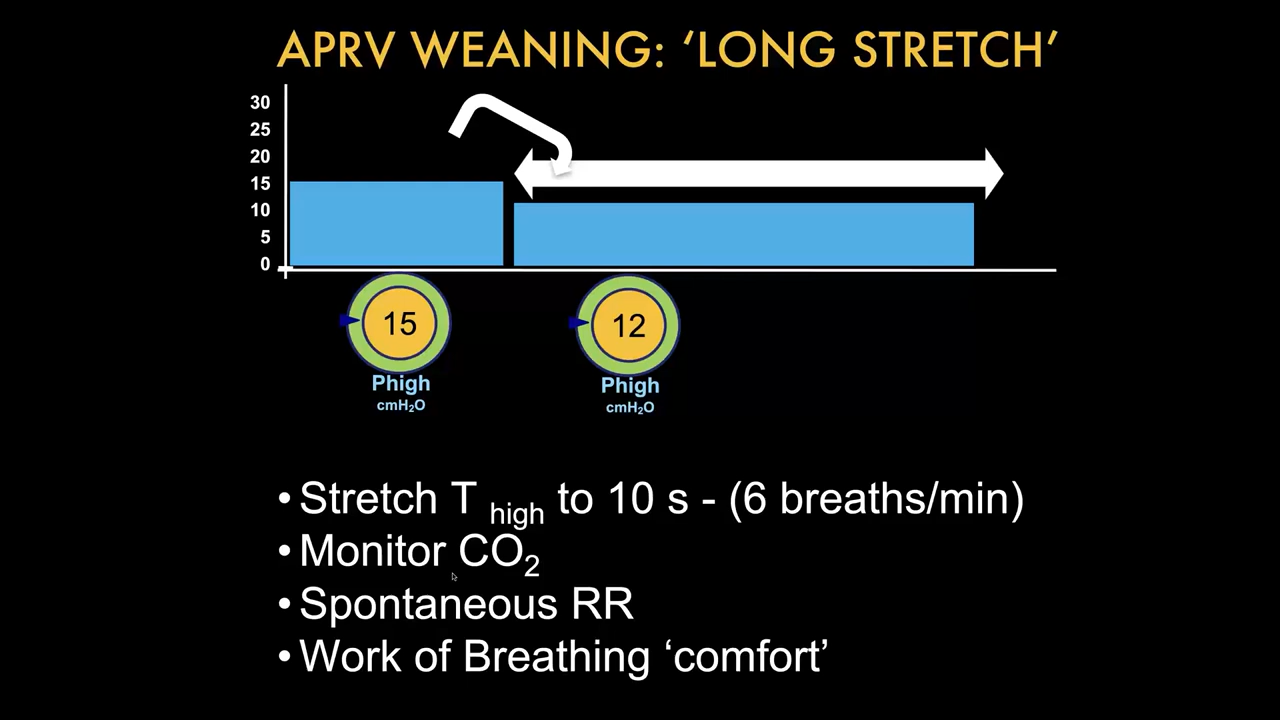 APRV WEANING: ‘LONG STRETCH’
30
25
20
15
10
5
0
15
Phigh
cmH₂O
12
Phigh
cmH₂O
•Stretch T high to 10 s - (6 breaths/min)
•Monitor CO₂
•Spontaneous RR
•Work of Breathing ‘comfort’